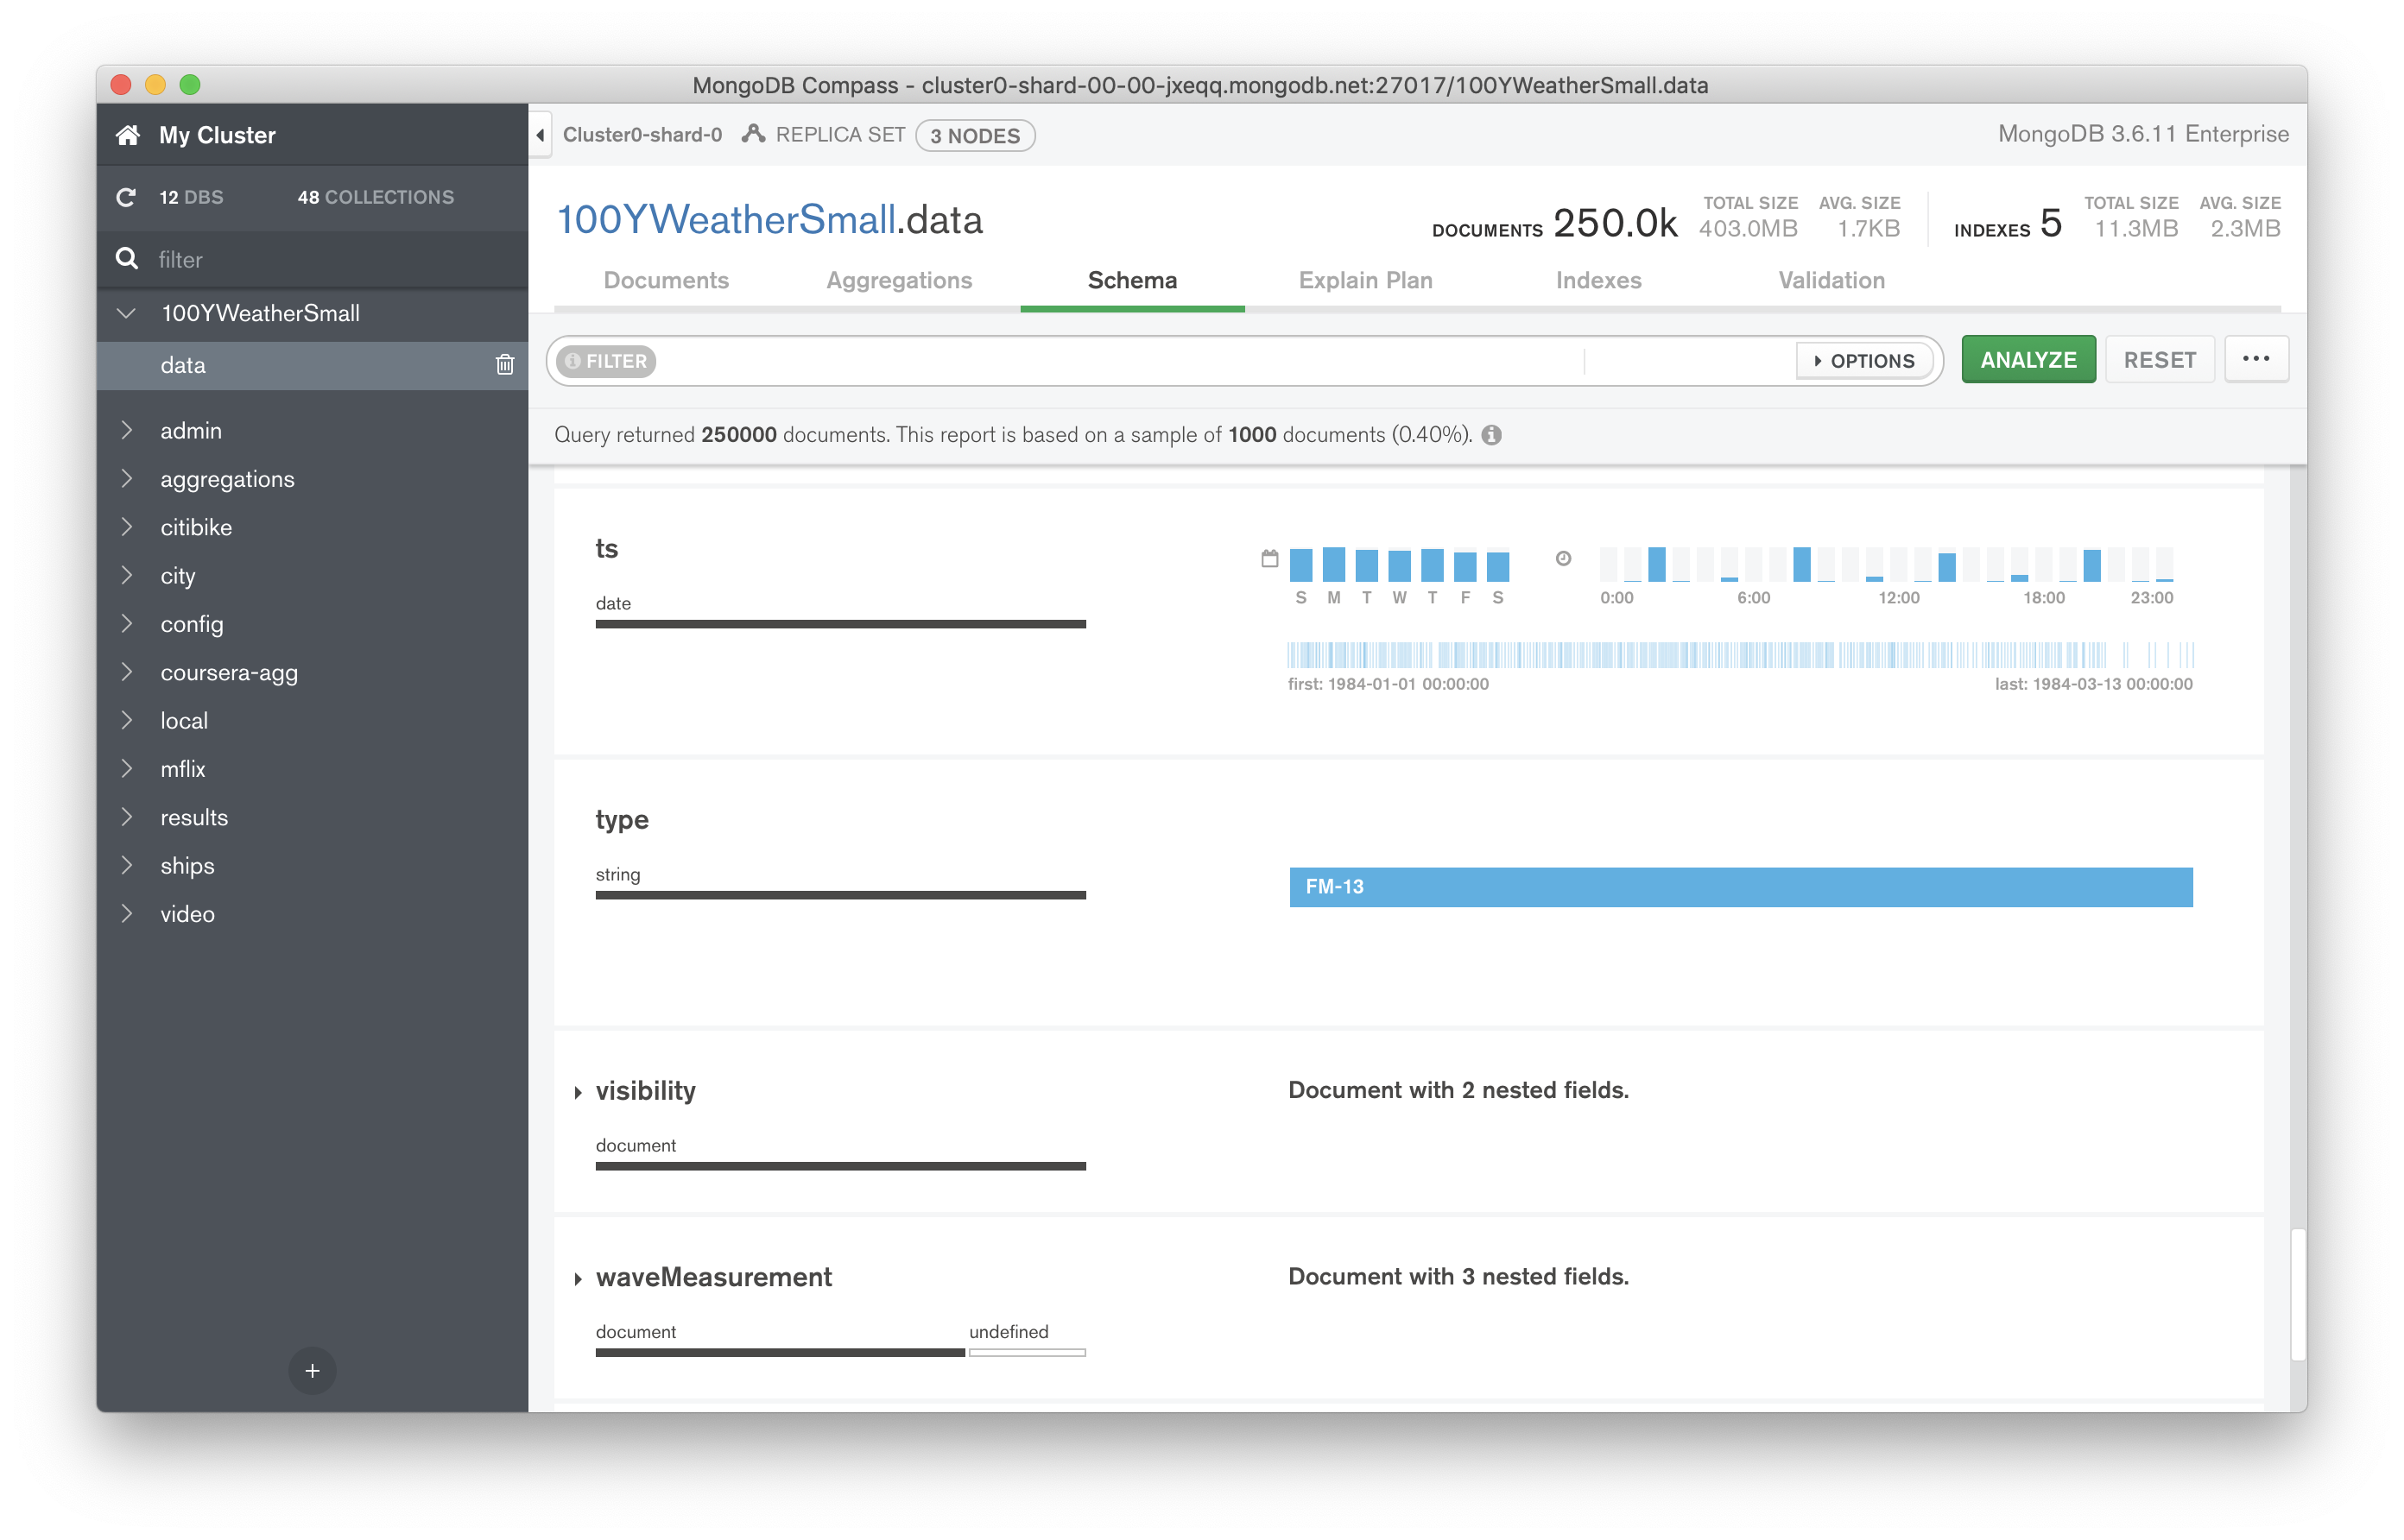 MongoDB Compass - cluster0-shard-00-00-jxeqq.mongodb.net:27017/100YWeatherSmall.data
My Cluster
12 DBS 48 COLLECTIONS
filter
100YWeatherSmall
data
admin
aggregations
citibike
city
config
coursera-agg
local
mflix
results
ships
video
+
Cluster0-shard-0 REPLICA SET 3 NODES
MongoDB 3.6.11 Enterprise
100YWeatherSmall.data
DOCUMENTS 250.0k TOTAL SIZE 403.0MB AVG. SIZE 1.7KB
INDEXES 5 TOTAL SIZE 11.3MB AVG. SIZE 2.3MB
Documents Aggregations Schema Explain Plan Indexes Validation
FILTER OPTIONS ANALYZE RESET ...
Query returned 250000 documents. This report is based on a sample of 1000 documents (0.40%).
ts
date
S M T W T F S
0:00 6:00 12:00 18:00 23:00
first: 1984-01-01 00:00:00 last: 1984-03-13 00:00:00
type
string
FM-13
visibility
document
Document with 2 nested fields.
waveMeasurement
document undefined
Document with 3 nested fields.